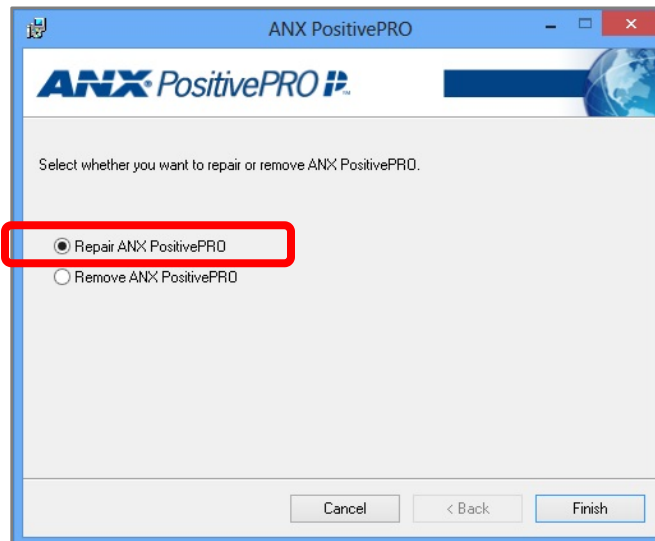 ANX PositivePRO
ANX PositivePRO
Select whether you want to repair or remove ANX PositivePRO.
Repair ANX PositivePRO
Remove ANX PositivePRO
Cancel
< Back
Finish